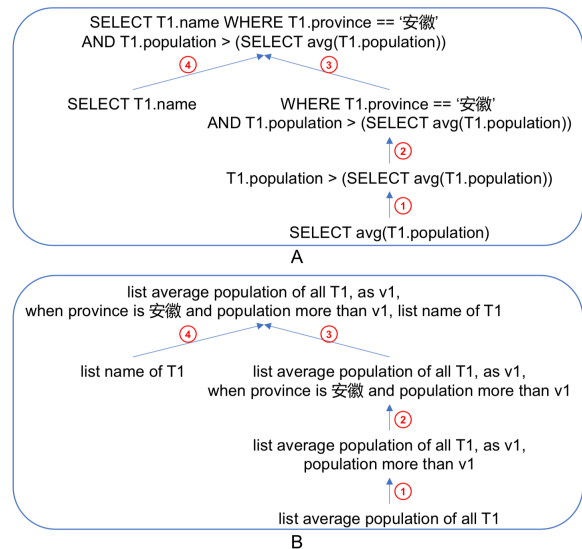 SELECT T1.name WHERE T1.province == ‘安徽’
AND T1.population > (SELECT avg(T1.population))
④ ③
SELECT T1.name
WHERE T1.province == ‘安徽’
AND T1.population > (SELECT avg(T1.population))
②
T1.population > (SELECT avg(T1.population))
①
SELECT avg(T1.population)
A
list average population of all T1, as v1,
when province is 安徽 and population more than v1, list name of T1
④ ③
list name of T1
list average population of all T1, as v1,
when province is 安徽 and population more than v1
②
list average population of all T1, as v1,
population more than v1
①
list average population of all T1
B